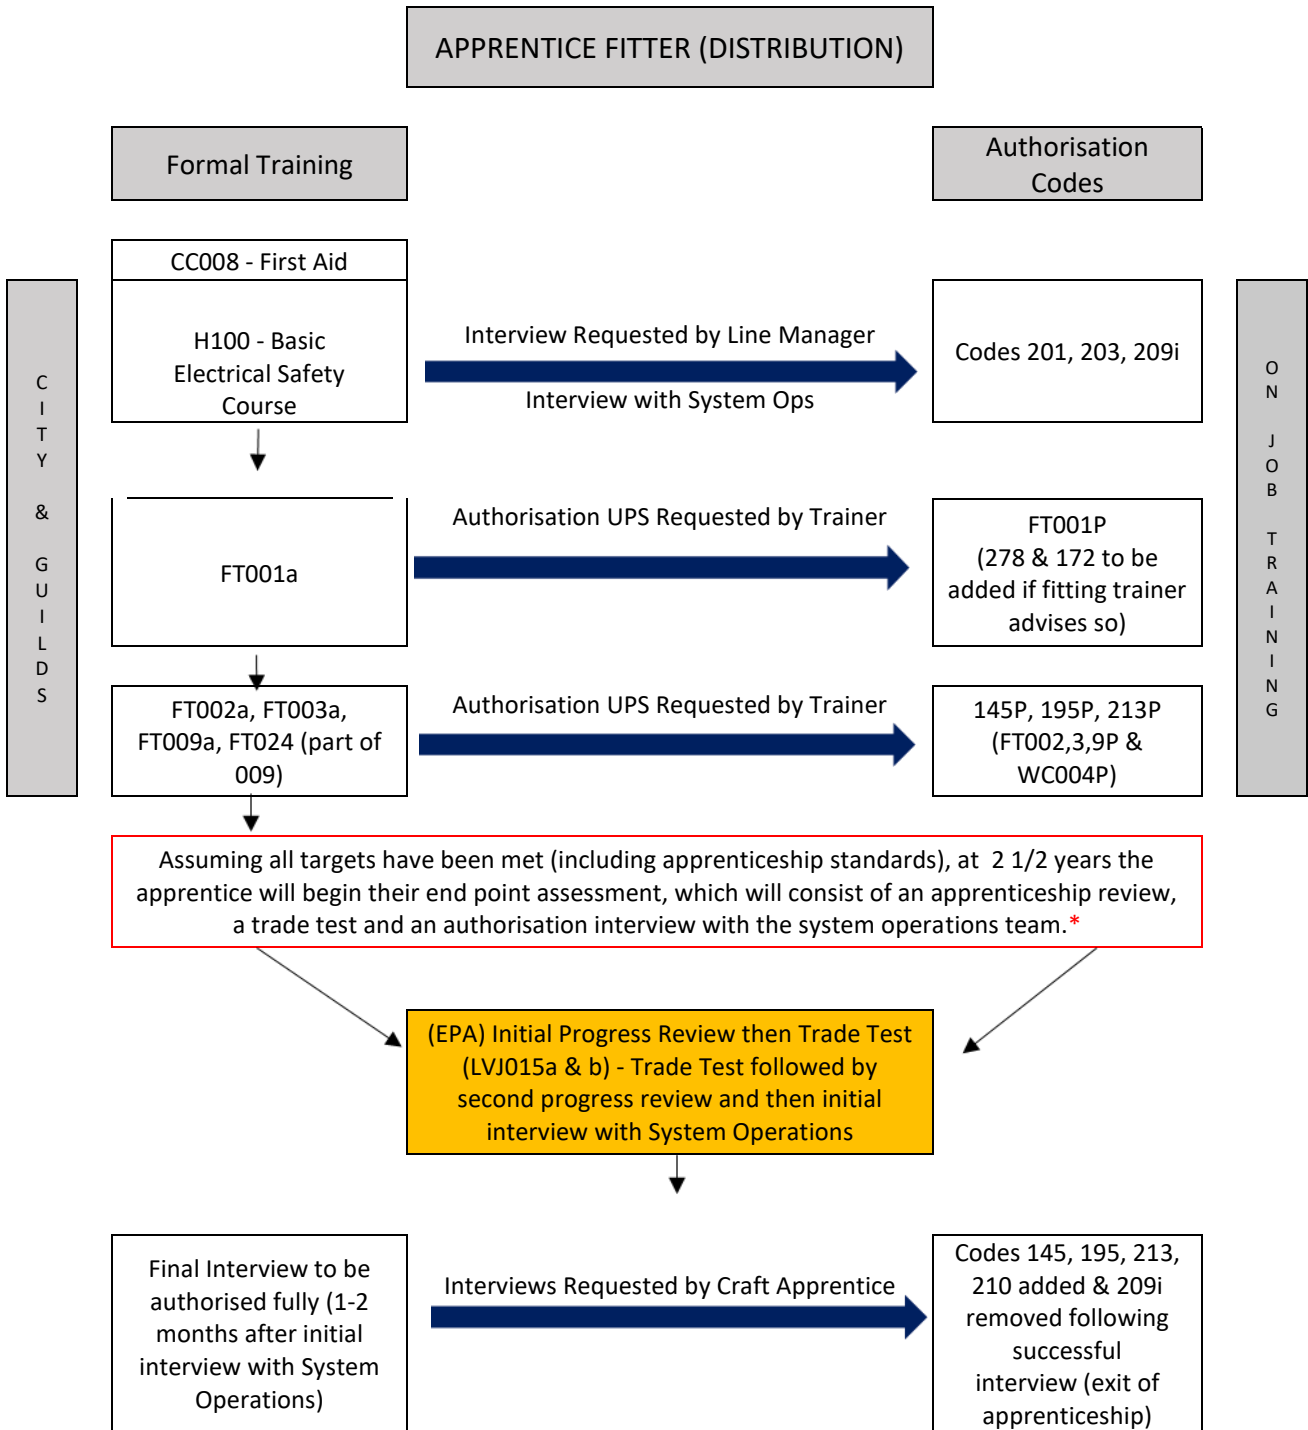 APPRENTICE FITTER (DISTRIBUTION)
Formal Training
Authorisation
Codes
CITY & GUILDS
CC008 - First Aid
H100 - Basic
Electrical Safety
Course
Interview Requested by Line Manager
Interview with System Ops
Codes 201, 203, 209i
ON JOB TRAINING
FT001a
Authorisation UPS Requested by Trainer
FT001P
(278 & 172 to be
added if fitting trainer
advises so)
FT002a, FT003a,
FT009a, FT024 (part of
009)
Authorisation UPS Requested by Trainer
145P, 195P, 213P
(FT002,3,9P &
WC004P)
Assuming all targets have been met (including apprenticeship standards), at 2 1/2 years the
apprentice will begin their end point assessment, which will consist of an apprenticeship review,
a trade test and an authorisation interview with the system operations team.*
(EPA) Initial Progress Review then Trade Test
(LVJ015a & b) - Trade Test followed by
second progress review and then initial
interview with System Operations
Final Interview to be
authorised fully (1-2
months after initial
interview with System
Operations)
Interviews Requested by Craft Apprentice
Codes 145, 195, 213,
210 added & 209i
removed following
successful
interview (exit of
apprenticeship)